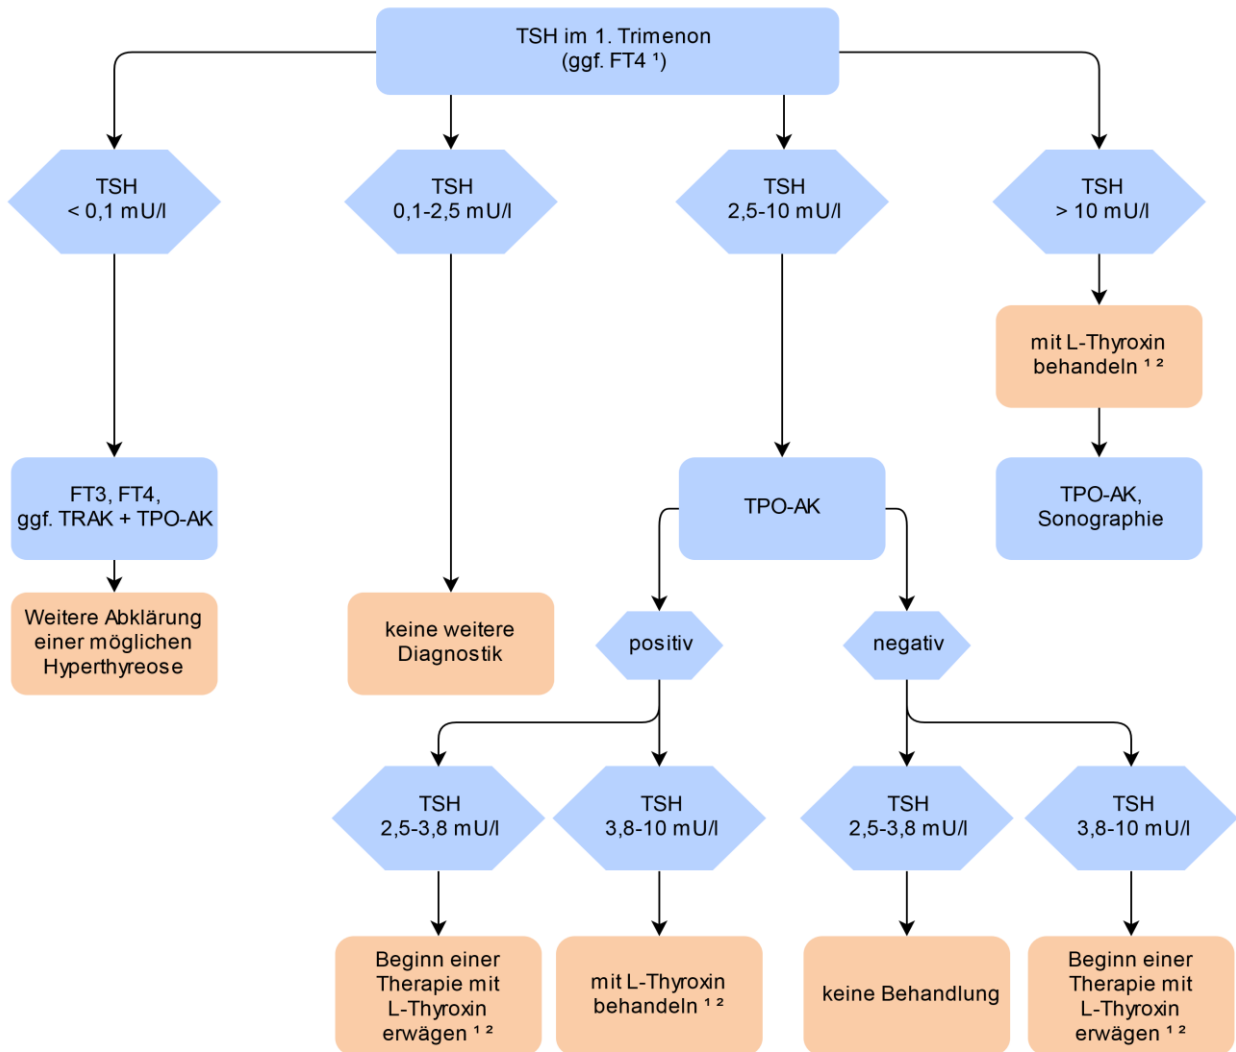 TSH im 1. Trimenon
(ggf. FT4 ¹)
TSH
< 0,1 mU/l
TSH
0,1-2,5 mU/l
TSH
2,5-10 mU/l
TSH
> 10 mU/l
mit L-Thyroxin
behandeln ¹ ²
FT3, FT4,
ggf. TRAK + TPO-AK
TPO-AK
TPO-AK,
Sonographie
Weitere Abklärung
einer möglichen
Hyperthyreose
keine weitere
Diagnostik
positiv
negativ
TSH
2,5-3,8 mU/l
TSH
3,8-10 mU/l
TSH
2,5-3,8 mU/l
TSH
3,8-10 mU/l
Beginn einer
Therapie mit
L-Thyroxin
erwägen ¹ ²
mit L-Thyroxin
behandeln ¹ ²
keine Behandlung
Beginn einer
Therapie mit
L-Thyroxin
erwägen ¹ ²